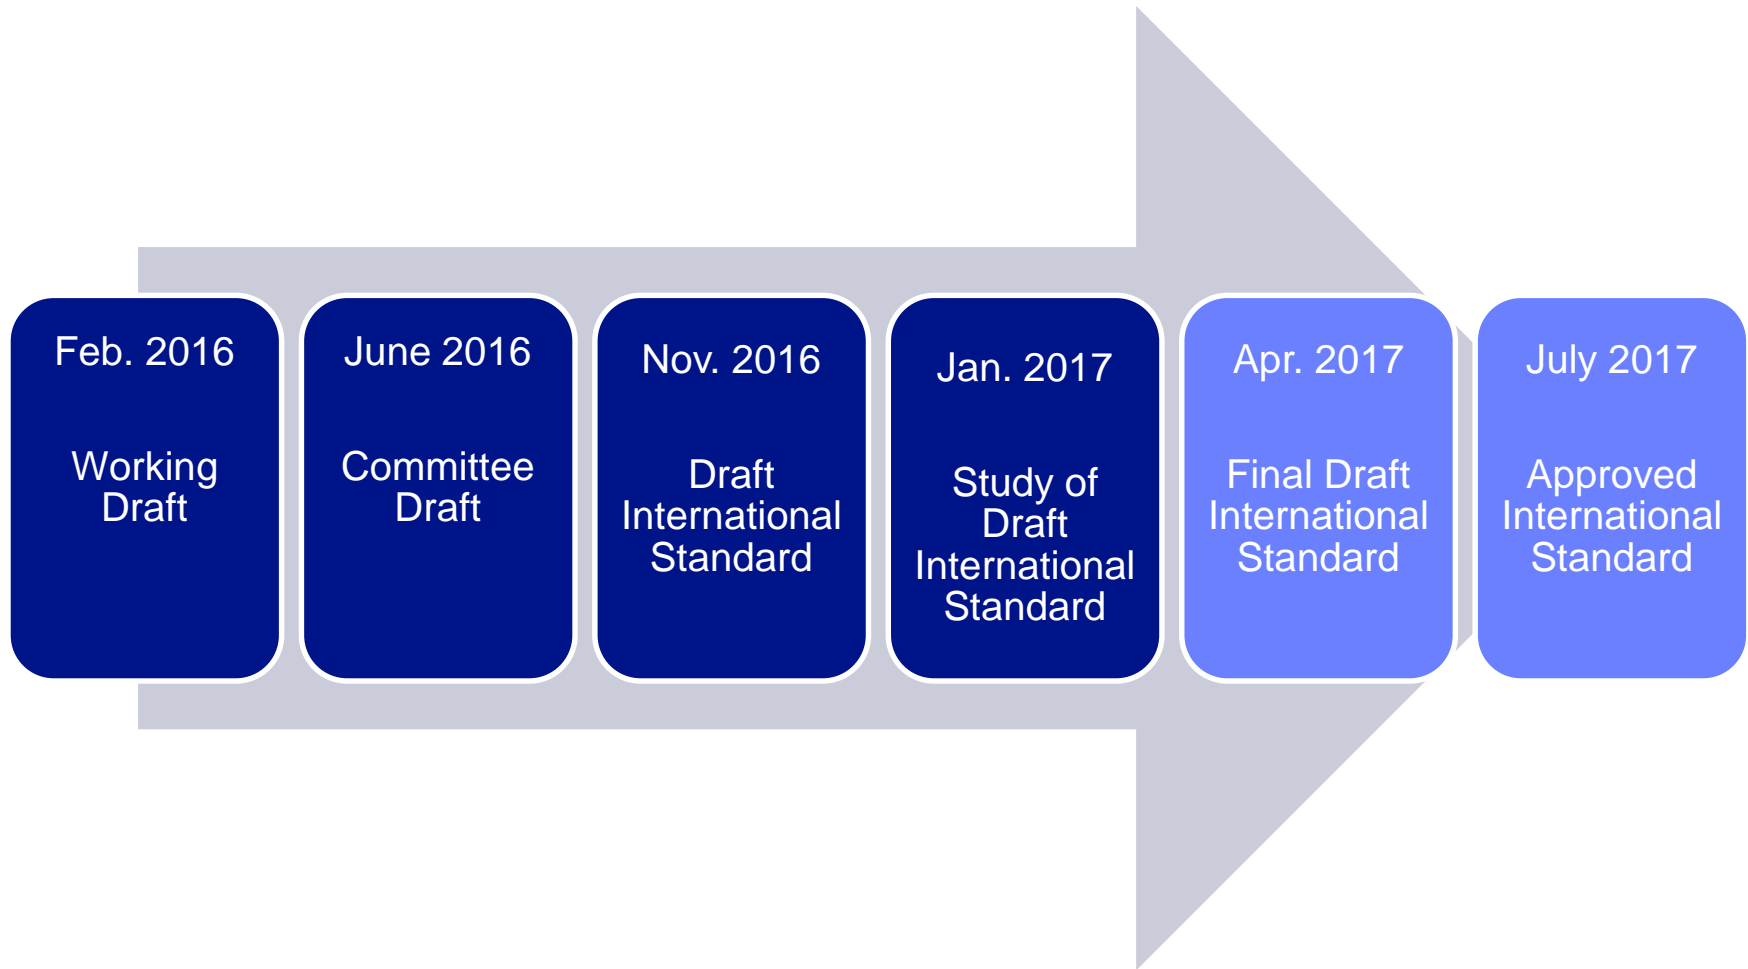 Feb. 2016
Working
Draft
June 2016
Committee
Draft
Nov. 2016
Draft
International
Standard
Jan. 2017
Study of
Draft
International
Standard
Apr. 2017
Final Draft
International
Standard
July 2017
Approved
International
Standard